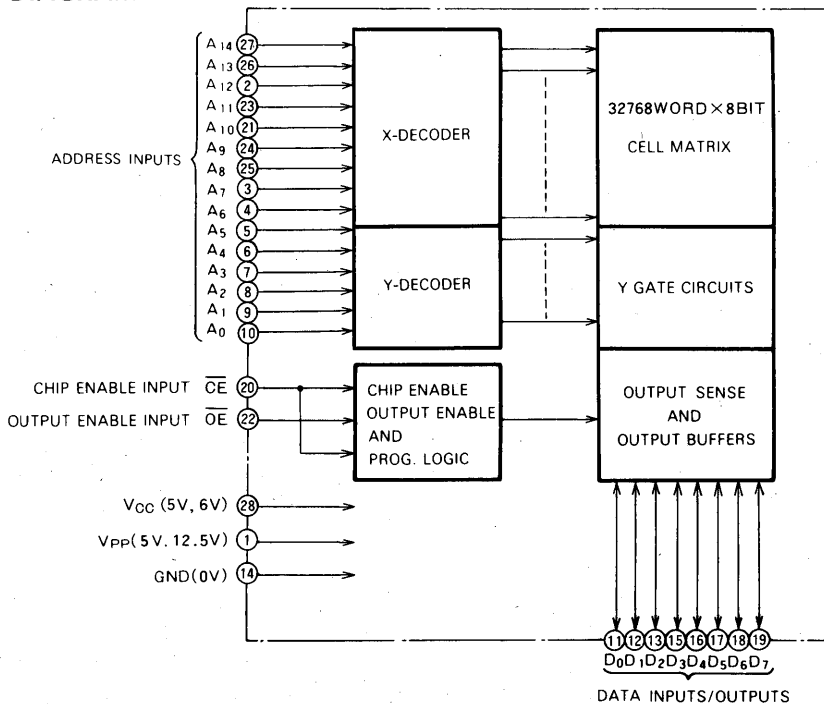 A14 27
A13 26
A12 2
A11 23
A10 21
A9 24
A8 25
A7 3
A6 4
A5 5
A4 6
A3 7
A2 8
A1 9
A0 10
ADDRESS INPUTS
X-DECODER
Y-DECODER
32768WORD×8BIT
CELL MATRIX
Y GATE CIRCUITS
CHIP ENABLE INPUT C̅E̅ 20
OUTPUT ENABLE INPUT O̅E̅ 22
CHIP ENABLE
OUTPUT ENABLE
AND
PROG. LOGIC
OUTPUT SENSE
AND
OUTPUT BUFFERS
VCC (5V, 6V) 28
VPP(5V. 12.5V) 1
GND(0V) 14
11 12 13 15 16 17 18 19
D0 D1 D2 D3 D4 D5 D6 D7
DATA INPUTS/OUTPUTS